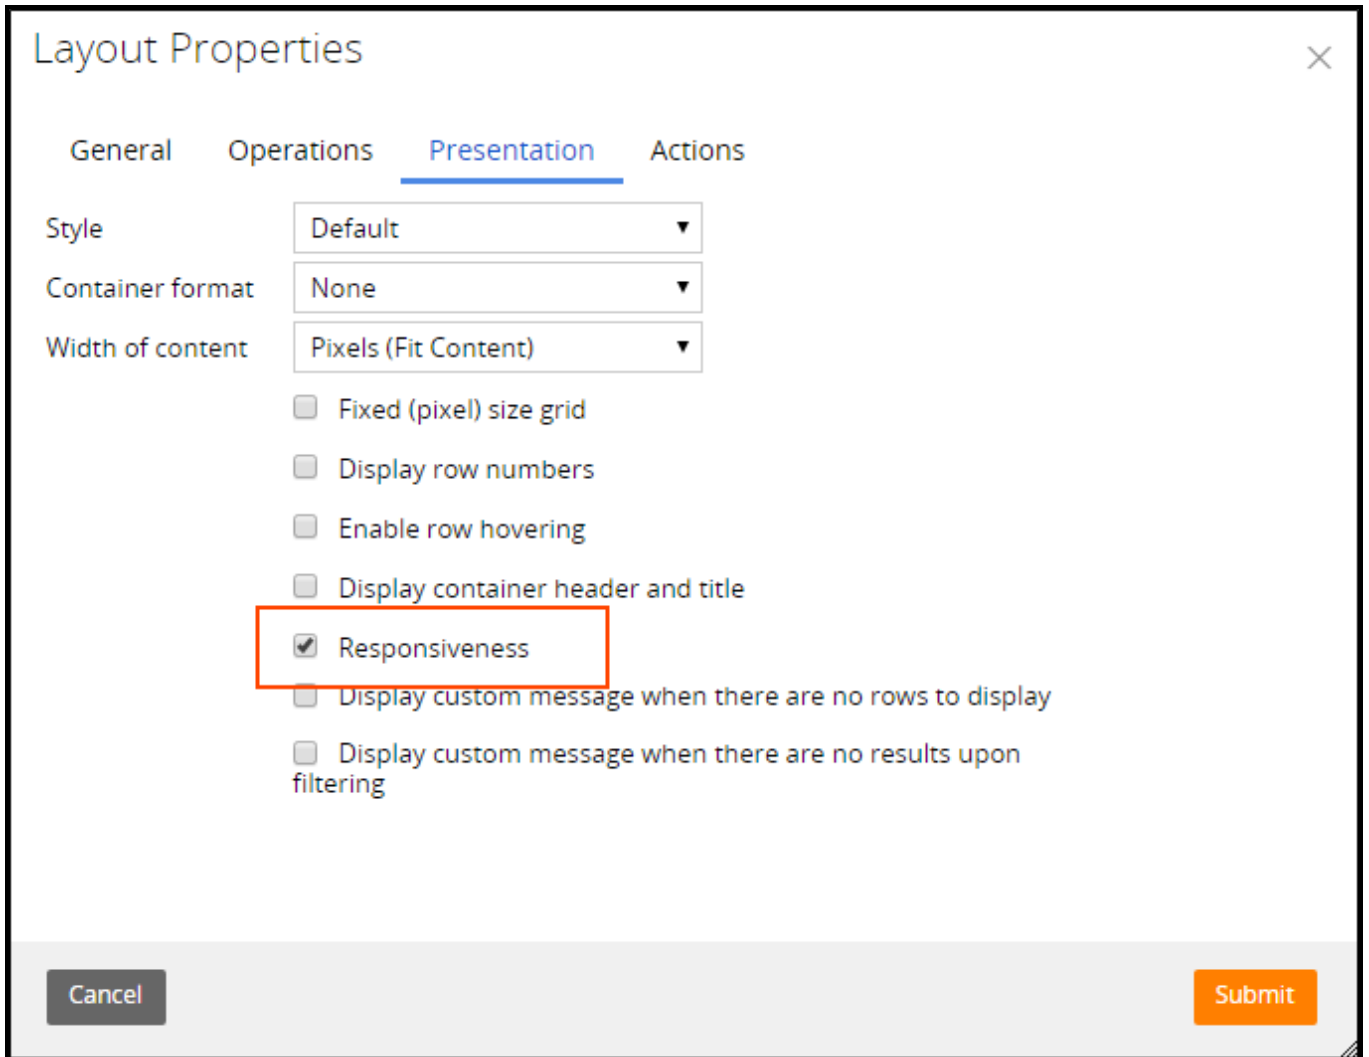 Layout Properties
General Operations Presentation Actions
Style Default
Container format None
Width of content Pixels (Fit Content)
Fixed (pixel) size grid
Display row numbers
Enable row hovering
Display container header and title
Responsiveness
Display custom message when there are no rows to display
Display custom message when there are no results upon
filtering
Cancel Submit